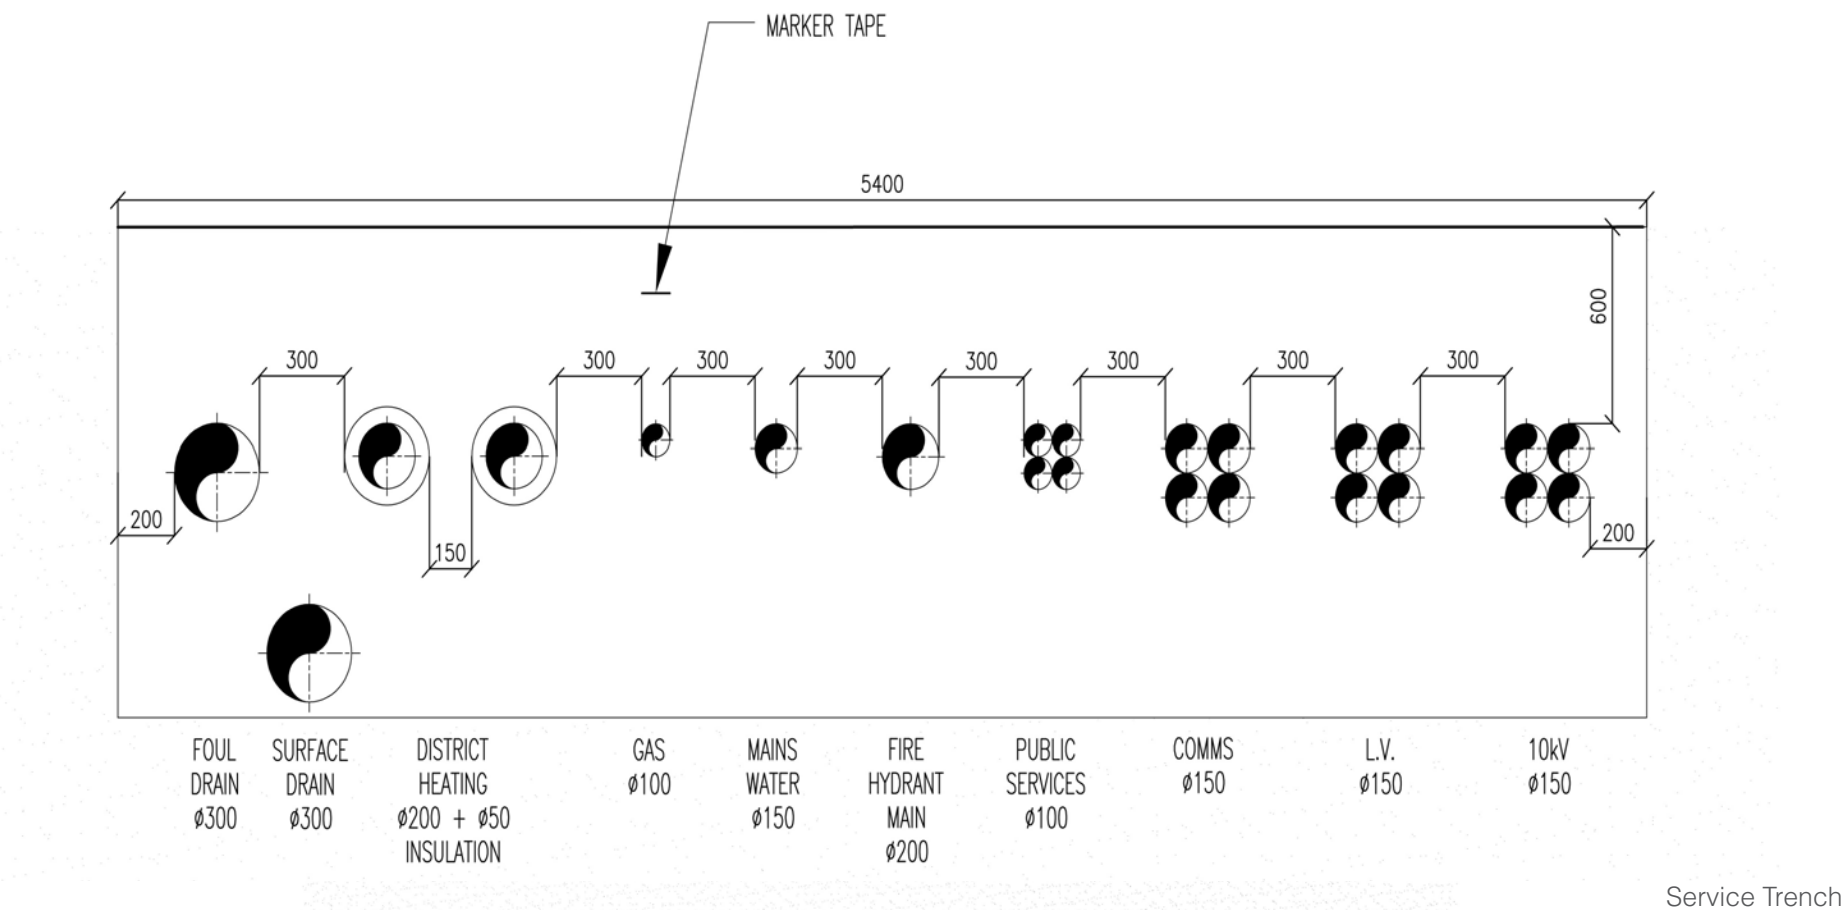 MARKER TAPE
5400
600
300
300
300
300
300
300
300
300
200
150
200
FOUL
DRAIN
ø300
SURFACE
DRAIN
ø300
DISTRICT
HEATING
ø200 + ø50
INSULATION
GAS
ø100
MAINS
WATER
ø150
FIRE
HYDRANT
MAIN
ø200
PUBLIC
SERVICES
ø100
COMMS
ø150
L.V.
ø150
10kV
ø150
Service Trench